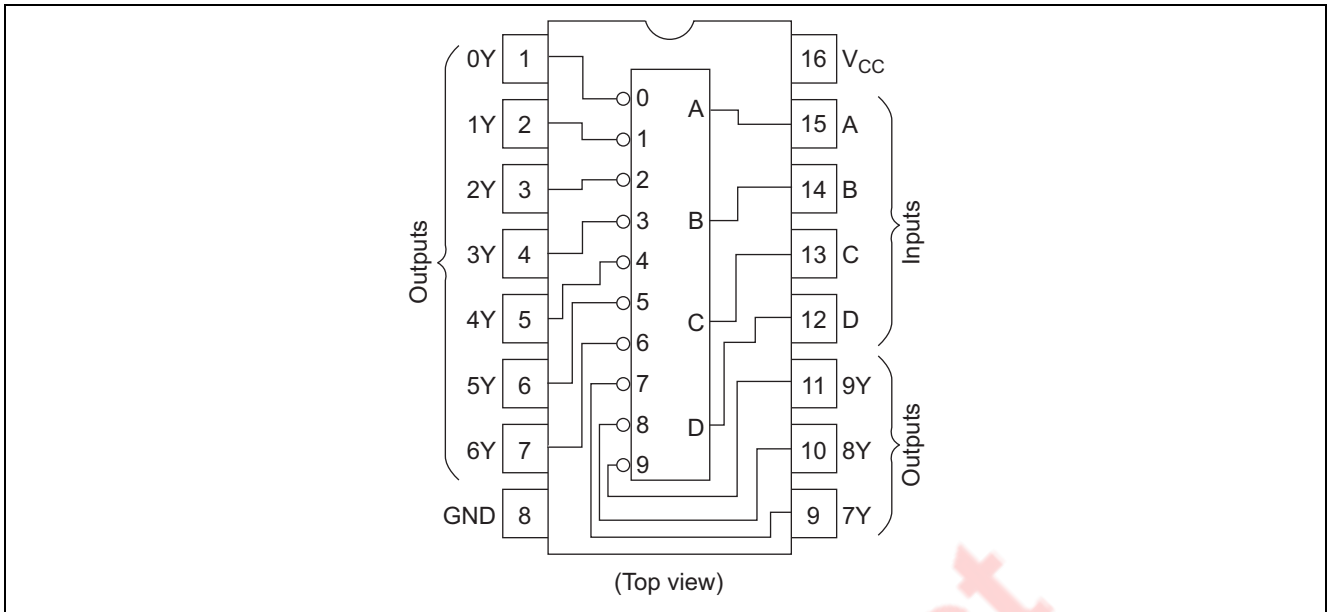 0Y 1 16 VCC
0
A
1Y 2 15 A
1
2Y 3 2 14 B
3 B
3Y 4 13 C
4
Outputs
Inputs
5
4Y 5 C 12 D
6
5Y 6 7 11 9Y
8 D
6Y 7 10 8Y
9
Outputs
GND 8 9 7Y
(Top view)